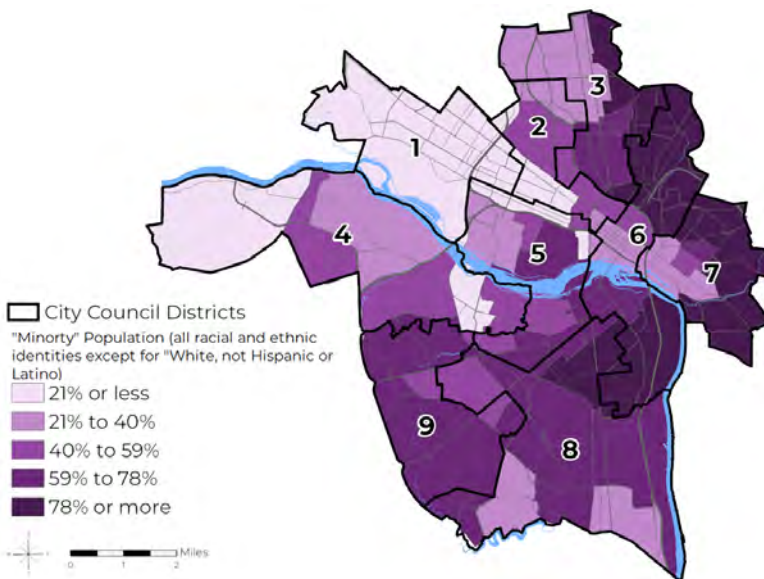 3
2
1
6
4
5
7
City Council Districts
"Minorty" Population (all racial and ethnic
identities except for "White, not Hispanic or
Latino)
21% or less
21% to 40%
40% to 59%
59% to 78%
78% or more
9
8
Miles
0 1 2